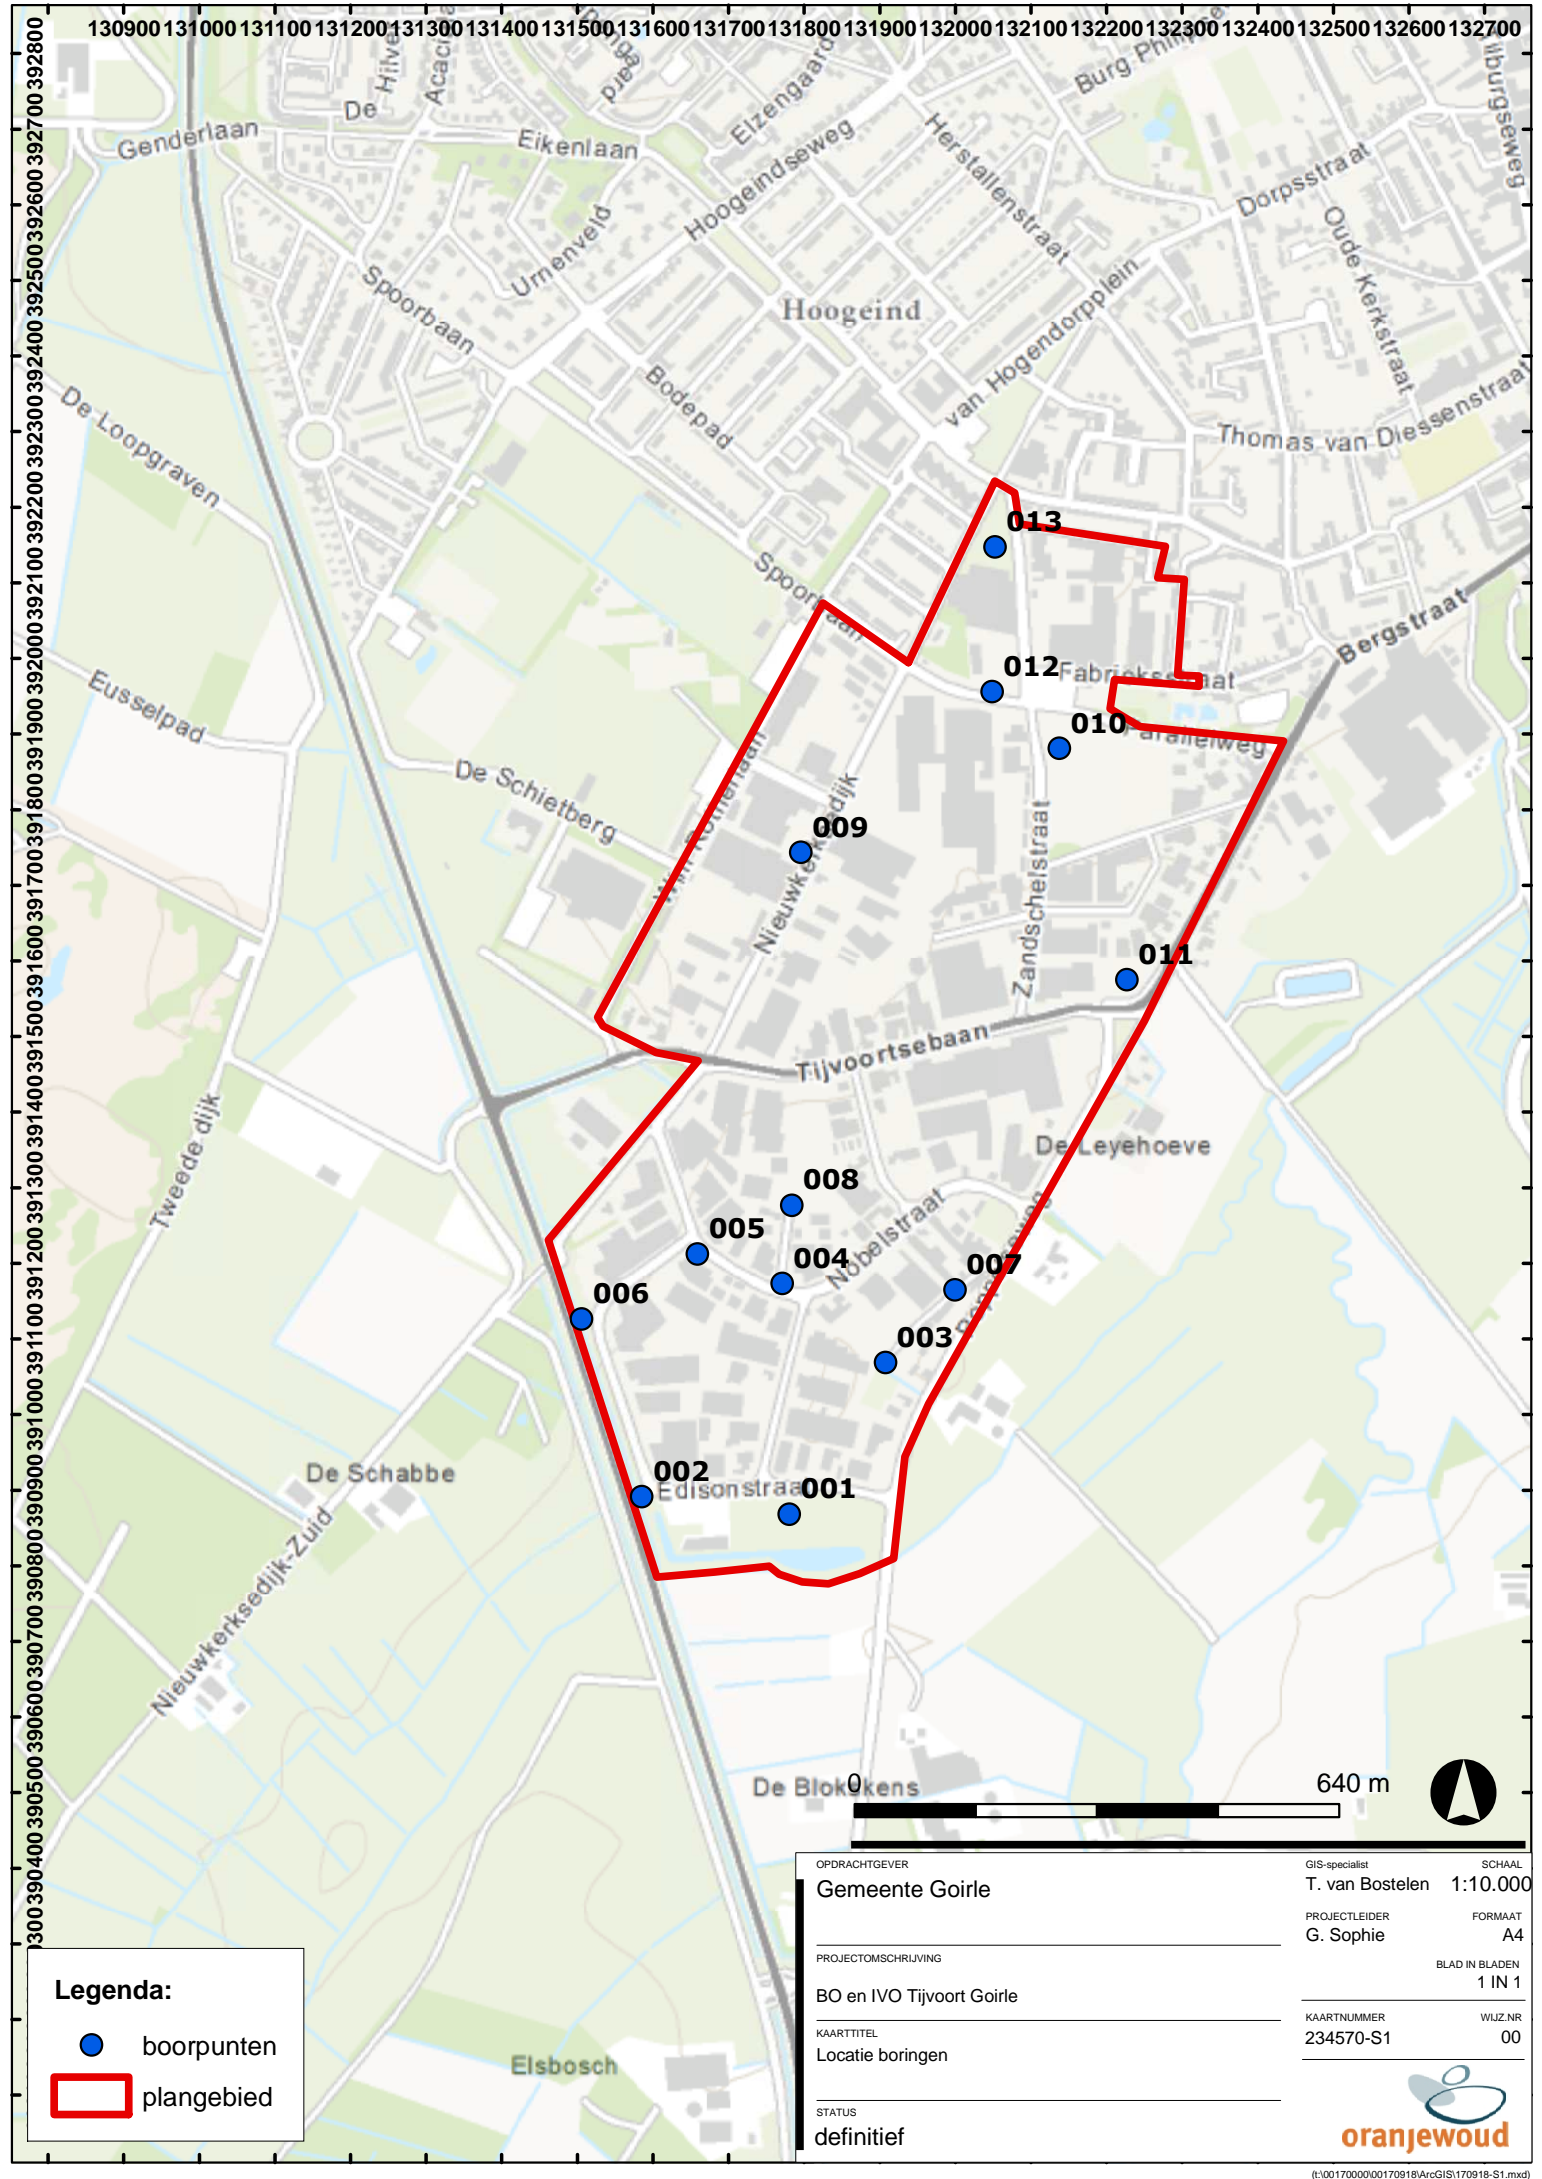 130900 131000 131100 131200 131300 131400 131500 131600 131700 131800 131900 132000 132100 132200 132300 132400 132500 132600 132700
392800
392700
392600
392500
392400
392300
392200
392100
392000
391900
391800
391700
391600
391500
391400
391300
391200
391100
391000
390900
390800
390700
390600
390500
390400
Genderlaan
De Hilve
Eikenlaan
Elzengaard
Hoogeindseweg
Herstallenstraat
Dorpsstraat
Oude Kerkstraat
Urnenveld
Spoorbaan
Hoogeind
van Hogendorpplein
Bodepad
De Loopgraven
Thomas van Diessenstraat
013
Bergstraat
Eusselpad
012
010
De Schietberg
009
Nieuwkerksedijk
Zandschelstraat
011
Tijvoortsebaan
Tweede dijk
De Leyehoeve
008
005
004
Nobelstraat
007
006
003
De Schabbe
002
001
Nieuwkerksedijk-Zuid
Elsbosch
0
640 m
Legenda:
boorpunten
plangebied
OPDRACHTGEVER
Gemeente Goirle
PROJECTOMSCHRIJVING
BO en IVO Tijvoort Goirle
KAARTTITEL
Locatie boringen
STATUS
definitief
GIS-specialist
T. van Bostelen
SCHAAL
1:10.000
PROJECTLEIDER
G. Sophie
FORMAAT
A4
BLAD IN BLADEN
1 IN 1
KAARTNUMMER
234570-S1
WIJZ.NR
00
oranjewoud
(t:\00170000\00170918\ArcGIS\170918-S1.mxd)